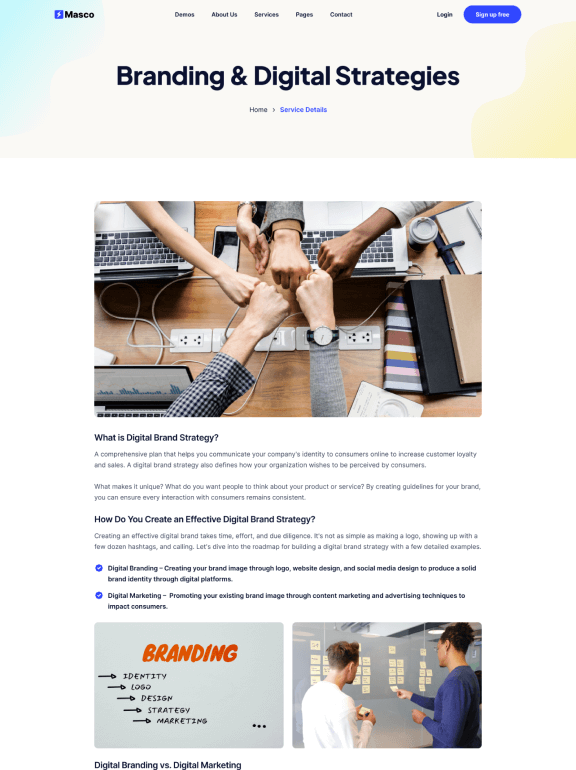 Masco
Demos About Us Services Pages Contact
Login Sign up free
Branding & Digital Strategies
Home > Service Details
What is Digital Brand Strategy?
A comprehensive plan that helps you communicate your company's identity to consumers online to increase customer loyalty
and sales. A digital brand strategy also defines how your organization wishes to be perceived by consumers.
What makes it unique? What do you want people to think about your product or service? By creating guidelines for your brand,
you can ensure every interaction with consumers remains consistent.
How Do You Create an Effective Digital Brand Strategy?
Creating an effective digital brand takes time, effort, and due diligence. It's not as simple as making a logo, showing up with a
few dozen hashtags, and calling. Let's dive into the roadmap for building a digital brand strategy with a few detailed examples.
Digital Branding – Creating your brand image through logo, website design, and social media design to produce a solid
brand identity through digital platforms.
Digital Marketing – Promoting your existing brand image through content marketing and advertising techniques to
impact consumers.
BRANDING
IDENTITY
LOGO
DESIGN
STRATEGY
MARKETING
Digital Branding vs. Digital Marketing